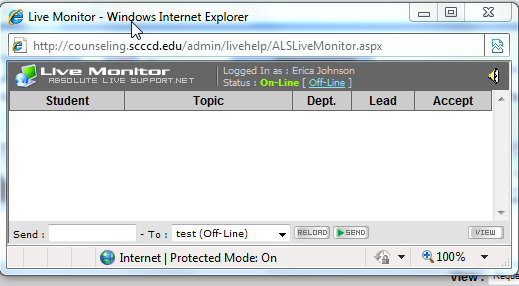 Live Monitor - Windows Internet Explorer
http://counseling.scccd.edu/admin/livehelp/ALSLiveMonitor.aspx
Live Monitor
ABSOLUTE LIVE SUPPORT.NET
Logged In as : Erica Johnson
Status : On-Line [ Off-Line ]
Student Topic Dept. Lead Accept
Send : - To : test (Off-Line) RELOAD SEND VIEW
Internet | Protected Mode: On 100%
View : Reque